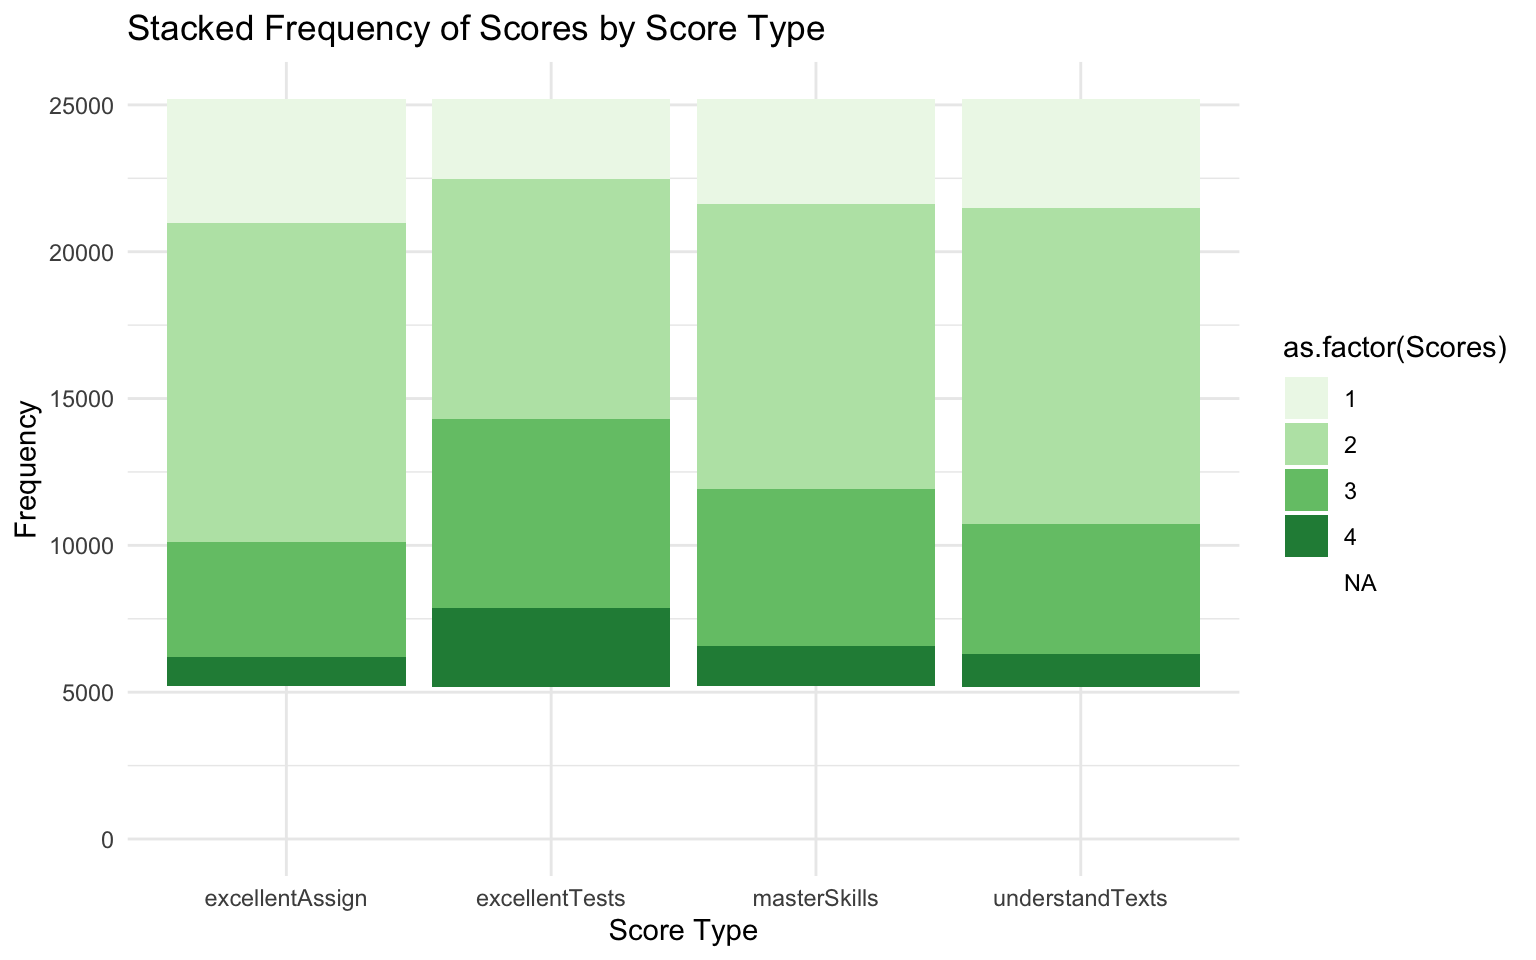 Stacked Frequency of Scores by Score Type
25000
20000
15000
10000
5000
0
Frequency
excellentAssign
excellentTests
masterSkills
understandTexts
Score Type
as.factor(Scores)
1
2
3
4
NA